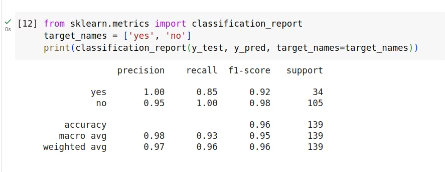 [12] from sklearn.metrics import classification_report
0s
target_names = ['yes', 'no']
print(classification_report(y_test, y_pred, target_names=target_names))
precision recall f1-score support
yes 1.00 0.85 0.92 34
no 0.95 1.00 0.98 105
accuracy 0.96 139
macro avg 0.98 0.93 0.95 139
weighted avg 0.97 0.96 0.96 139